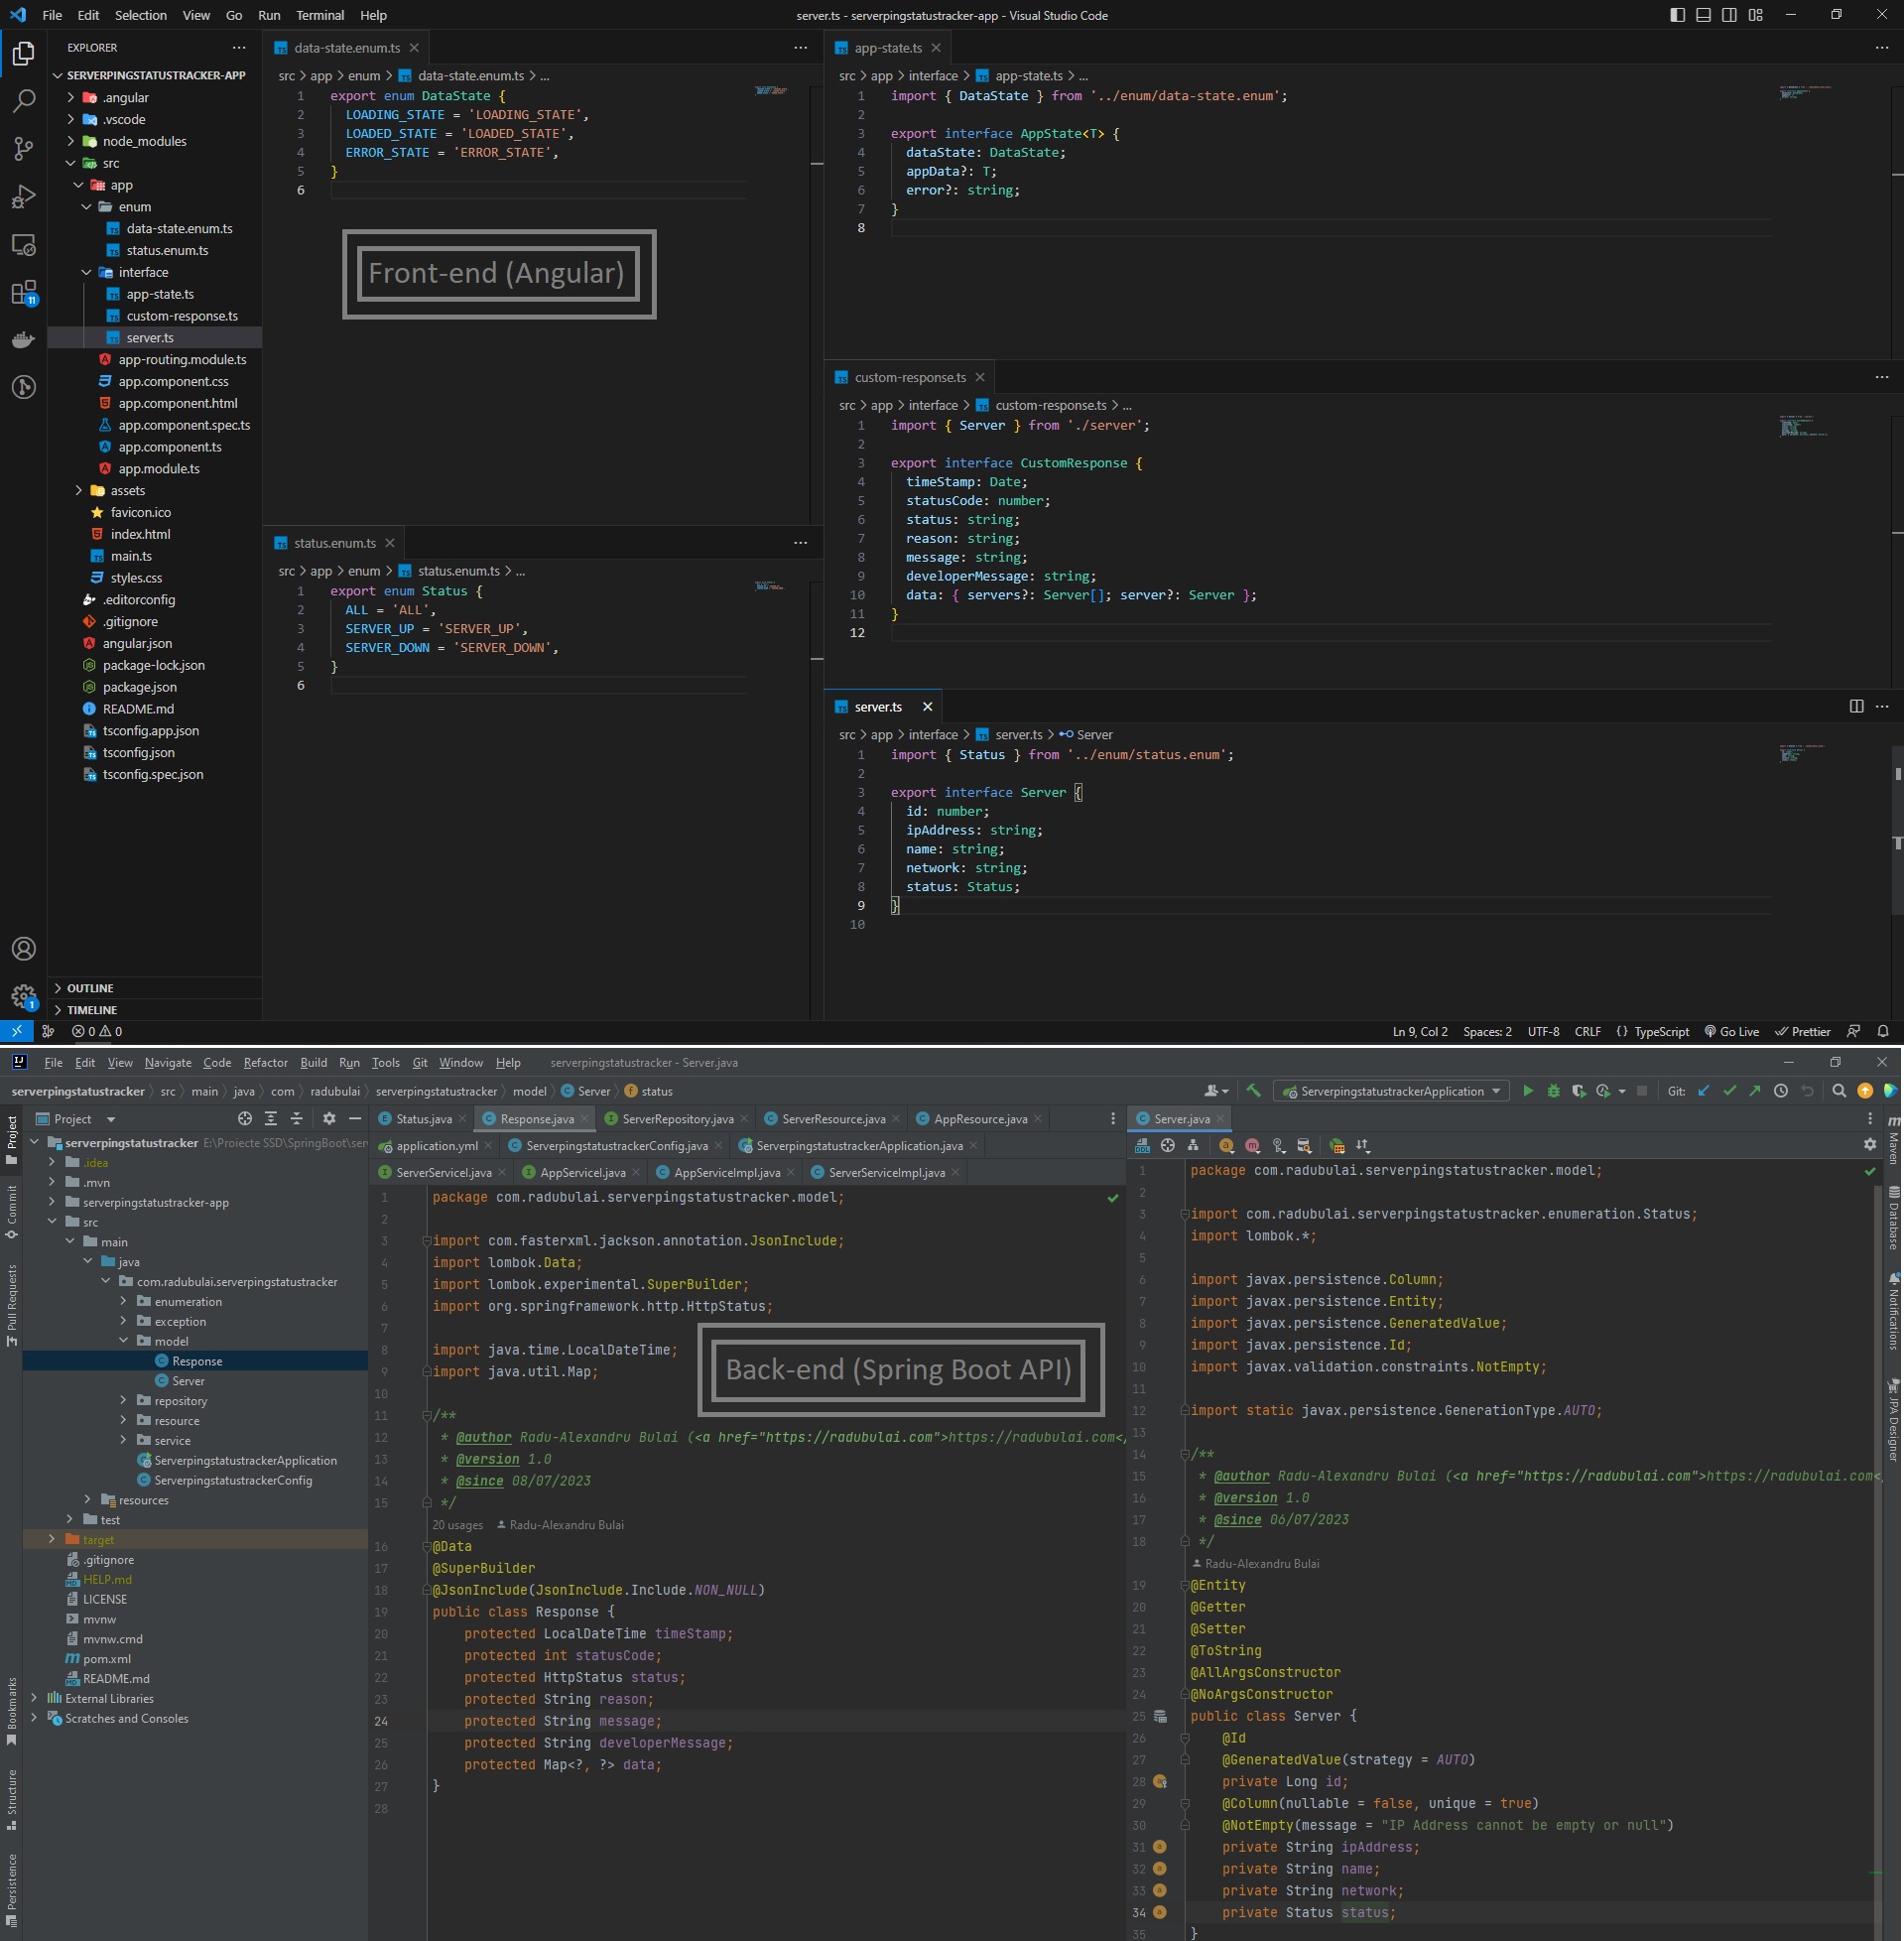 File Edit Selection View Go Run Terminal Help
server.ts - serverpingstatustracker-app - Visual Studio Code
EXPLORER
SERVERPINGSTATUSTRACKER-APP
.angular
.vscode
node_modules
src
app
enum
data-state.enum.ts
status.enum.ts
interface
app-state.ts
custom-response.ts
server.ts
app-routing.module.ts
app.component.css
app.component.html
app.component.spec.ts
app.component.ts
app.module.ts
assets
favicon.ico
index.html
main.ts
styles.css
.editorconfig
.gitignore
angular.json
package-lock.json
package.json
README.md
tsconfig.app.json
tsconfig.json
tsconfig.spec.json
OUTLINE
TIMELINE
11
1
data-state.enum.ts
src > app > enum > data-state.enum.ts > ...
1 export enum DataState {
2 LOADING_STATE = 'LOADING_STATE',
3 LOADED_STATE = 'LOADED_STATE',
4 ERROR_STATE = 'ERROR_STATE',
5 }
6
Front-end (Angular)
status.enum.ts
src > app > enum > status.enum.ts > ...
1 export enum Status {
2 ALL = 'ALL',
3 SERVER_UP = 'SERVER_UP',
4 SERVER_DOWN = 'SERVER_DOWN',
5 }
6
app-state.ts
src > app > interface > app-state.ts > ...
1 import { DataState } from '../enum/data-state.enum';
2
3 export interface AppState<T> {
4 dataState: DataState;
5 appData?: T;
6 error?: string;
7 }
8
custom-response.ts
src > app > interface > custom-response.ts > ...
1 import { Server } from './server';
2
3 export interface CustomResponse {
4 timeStamp: Date;
5 statusCode: number;
6 status: string;
7 reason: string;
8 message: string;
9 developerMessage: string;
10 data: { servers?: Server[]; server?: Server };
11 }
12
server.ts
src > app > interface > server.ts > Server
1 import { Status } from '../enum/status.enum';
2
3 export interface Server {
4 id: number;
5 ipAddress: string;
6 name: string;
7 network: string;
8 status: Status;
9 }
10
0 0
Ln 9, Col 2 Spaces: 2 UTF-8 CRLF {} TypeScript Go Live Prettier
File Edit View Navigate Code Refactor Build Run Tools Git Window Help serverpingstatustracker - Server.java
serverpingstatustracker src main java com radubulai serverpingstatustracker model Server status
ServerpingstatustrackerApplication
Git:
Project
serverpingstatustracker E:\Proiecte SSD\SpringBoot\ser
.idea
.mvn
serverpingstatustracker-app
src
main
java
com.radubulai.serverpingstatustracker
enumeration
exception
model
Response
Server
repository
resource
service
ServerpingstatustrackerApplication
ServerpingstatustrackerConfig
resources
test
target
.gitignore
HELP.md
LICENSE
mvnw
mvnw.cmd
pom.xml
README.md
External Libraries
Scratches and Consoles
Project
Commit
Pull Requests
Bookmarks
Structure
Persistence
Status.java Response.java ServerRepository.java ServerResource.java AppResource.java
application.yml ServerpingstatustrackerConfig.java ServerpingstatustrackerApplication.java
ServerServiceI.java AppServiceI.java AppServiceImpl.java ServerServiceImpl.java
1 package com.radubulai.serverpingstatustracker.model;
2
3 import com.fasterxml.jackson.annotation.JsonInclude;
4 import lombok.Data;
5 import lombok.experimental.SuperBuilder;
6 import org.springframework.http.HttpStatus;
7
8 import java.time.LocalDateTime;
9 import java.util.Map;
10
11 /**
12 * @author Radu-Alexandru Bulai (<a href="https://radubulai.com">https://radubulai.com</
13 * @version 1.0
14 * @since 08/07/2023
15 */
20 usages Radu-Alexandru Bulai
16 @Data
17 @SuperBuilder
18 @JsonInclude(JsonInclude.Include.NON_NULL)
19 public class Response {
20 protected LocalDateTime timeStamp;
21 protected int statusCode;
22 protected HttpStatus status;
23 protected String reason;
24 protected String message;
25 protected String developerMessage;
26 protected Map<?, ?> data;
27 }
28
Back-end (Spring Boot API)
Server.java
1 package com.radubulai.serverpingstatustracker.model;
2
3 import com.radubulai.serverpingstatustracker.enumeration.Status;
4 import lombok.*;
5
6 import javax.persistence.Column;
7 import javax.persistence.Entity;
8 import javax.persistence.GeneratedValue;
9 import javax.persistence.Id;
10 import javax.validation.constraints.NotEmpty;
11
12 import static javax.persistence.GenerationType.AUTO;
13
14 /**
15 * @author Radu-Alexandru Bulai (<a href="https://radubulai.com">https://radubulai.com<
16 * @version 1.0
17 * @since 06/07/2023
18 */
Radu-Alexandru Bulai
19 @Entity
20 @Getter
21 @Setter
22 @ToString
23 @AllArgsConstructor
24 @NoArgsConstructor
25 public class Server {
26 @Id
27 @GeneratedValue(strategy = AUTO)
28 private Long id;
29 @Column(nullable = false, unique = true)
30 @NotEmpty(message = "IP Address cannot be empty or null")
31 private String ipAddress;
32 private String name;
33 private String network;
34 private Status status;
35 }
Maven
Database
Notifications
JPA Designer